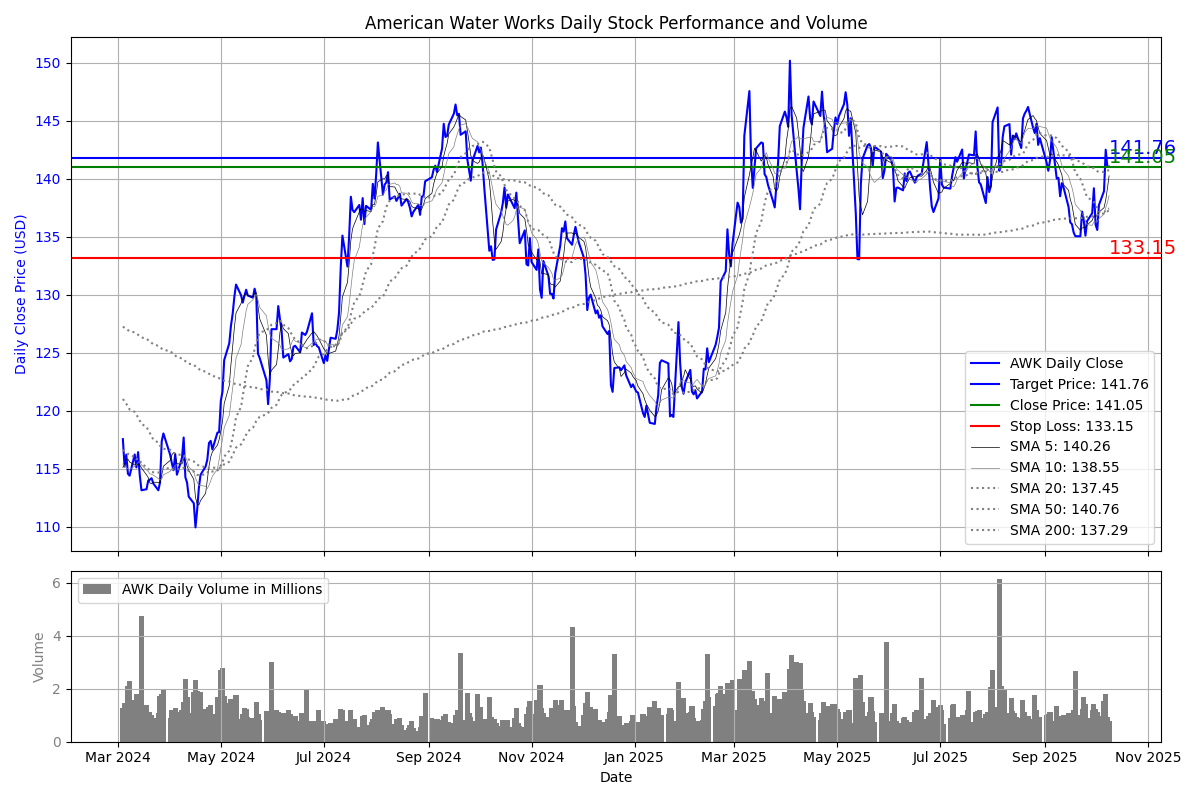 American Water Works Daily Stock Performance and Volume
150
145
140
135
130
125
120
115
110
Daily Close Price (USD)
141.76
141.05
133.15
AWK Daily Close
Target Price: 141.76
Close Price: 141.05
Stop Loss: 133.15
SMA 5: 140.26
SMA 10: 138.55
SMA 20: 137.45
SMA 50: 140.76
SMA 200: 137.29
AWK Daily Volume in Millions
6
4
2
0
Volume
Mar 2024 May 2024 Jul 2024 Sep 2024 Nov 2024 Jan 2025 Mar 2025 May 2025 Jul 2025 Sep 2025 Nov 2025
Date